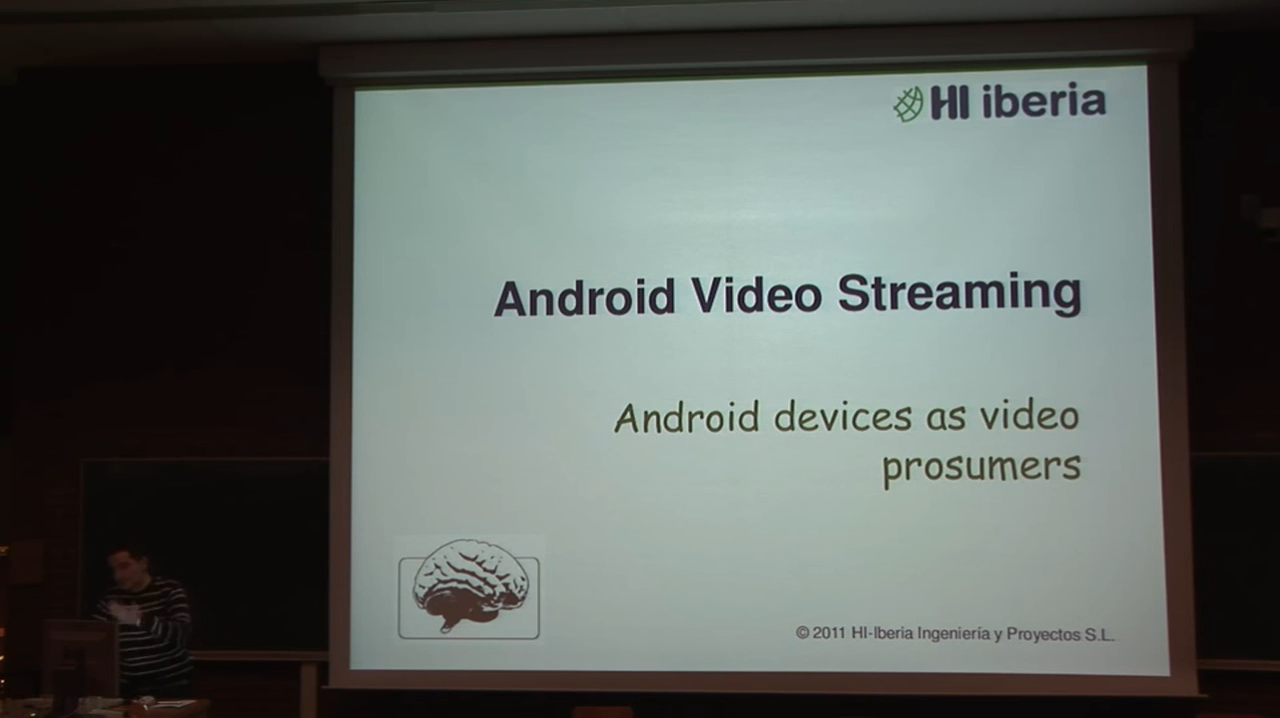 HI iberia
Android Video Streaming
Android devices as video
prosumers
© 2011 HI-Iberia Ingeniería y Proyectos S.L.